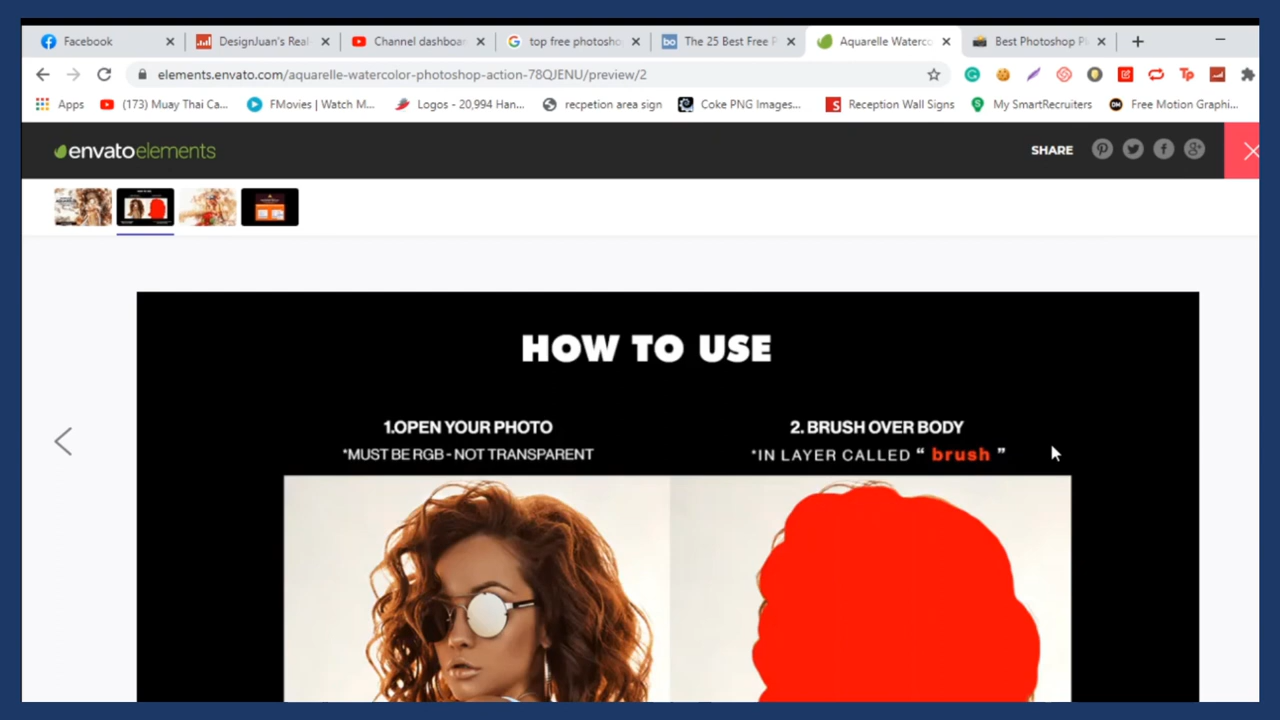 Facebook
DesignJuan's Real
Channel dashboar
top free photosho
The 25 Best Free P
Aquarelle Waterco
Best Photoshop Pl
elements.envato.com/aquarelle-watercolor-photoshop-action-78QJENU/preview/2
Apps
(173) Muay Thai Ca...
FMovies | Watch M...
Logos - 20,994 Han...
recpetion area sign
Coke PNG Images...
Reception Wall Signs
My SmartRecruiters
Free Motion Graphi...
envatoelements
SHARE
HOW TO USE
1.OPEN YOUR PHOTO
*MUST BE RGB - NOT TRANSPARENT
2. BRUSH OVER BODY
*IN LAYER CALLED “ brush ”